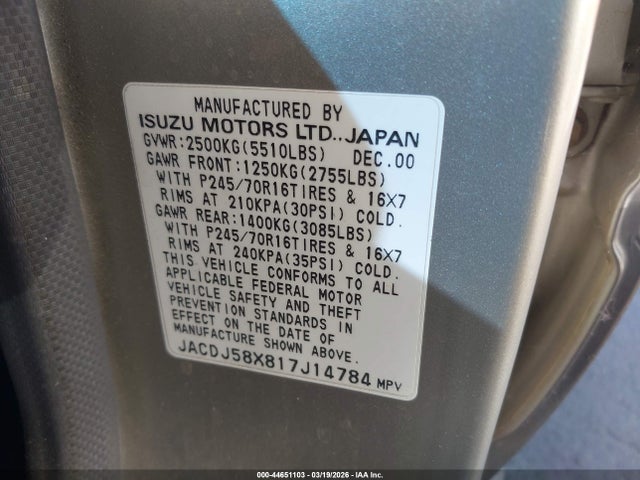 MANUFACTURED BY
ISUZU MOTORS LTD., JAPAN
GVWR:2500KG(5510LBS) DEC.00
GAWR FRONT:1250KG(2755LBS)
WITH P245/70R16TIRES & 16X7
RIMS AT 210KPA(30PSI) COLD.
GAWR REAR:1400KG(3085LBS)
WITH P245/70R16TIRES & 16X7
RIMS AT 240KPA(35PSI) COLD.
THIS VEHICLE CONFORMS TO ALL
APPLICABLE FEDERAL MOTOR
VEHICLE SAFETY AND THEFT
PREVENTION STANDARDS IN
EFFECT ON THE DATE OF
MANUFACTURE SHOWN ABOVE.
JACDJ58X817J14784 MPV
000-44651103 - 03/19/2026 - IAA Inc.